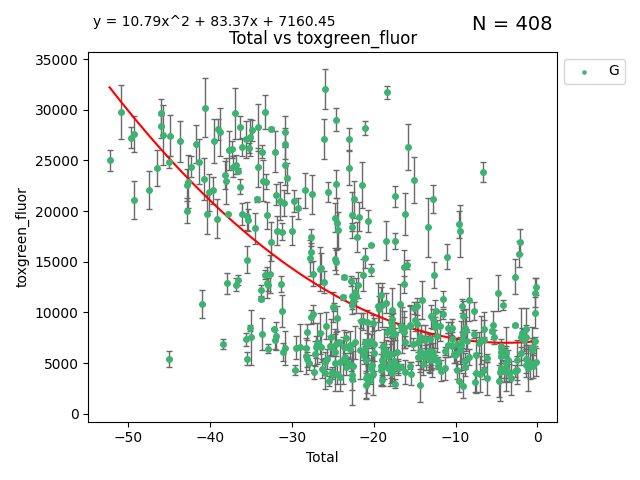 y = 10.79x^2 + 83.37x + 7160.45
N = 408
Total vs toxgreen_fluor
G
35000
30000
25000
20000
15000
10000
5000
0
toxgreen_fluor
−50 −40 −30 −20 −10 0
Total